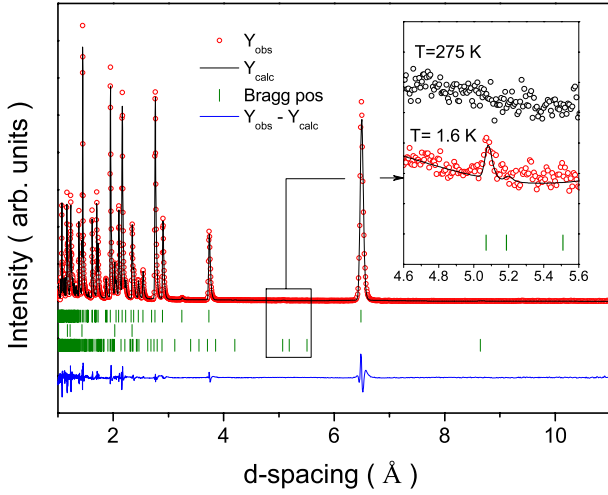 Y_obs
Y_calc
Bragg pos
Y_obs - Y_calc
T=275 K
T= 1.6 K
4.6 4.8 5.0 5.2 5.4 5.6
Intensity ( arb. units )
2 4 6 8 10
d-spacing ( Å )